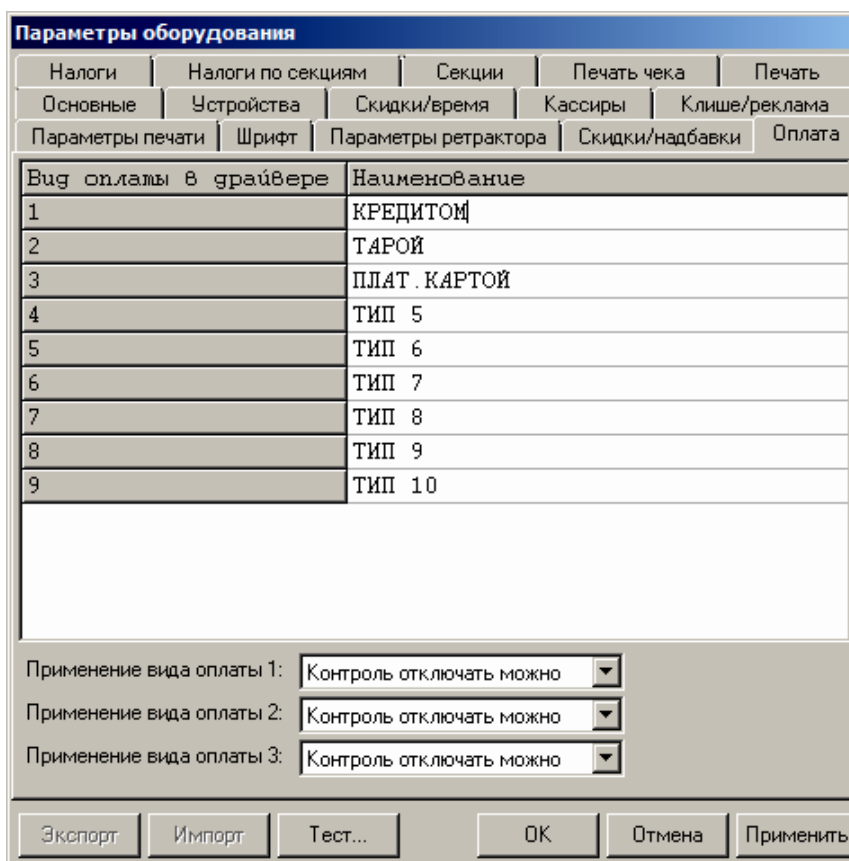 Параметры оборудования
Налоги Налоги по секциям Секции Печать чека Печать
Основные Устройства Скидки/время Кассиры Клише/реклама
Параметры печати Шрифт Параметры ретрактора Скидки/надбавки Оплата
Вид оплаты в драйвере Наименование
1 КРЕДИТОМ
2 ТАРОЙ
3 ПЛАТ.КАРТОЙ
4 ТИП 5
5 ТИП 6
6 ТИП 7
7 ТИП 8
8 ТИП 9
9 ТИП 10
Применение вида оплаты 1: Контроль отключать можно
Применение вида оплаты 2: Контроль отключать можно
Применение вида оплаты 3: Контроль отключать можно
Экспорт Импорт Тест... OK Отмена Применить